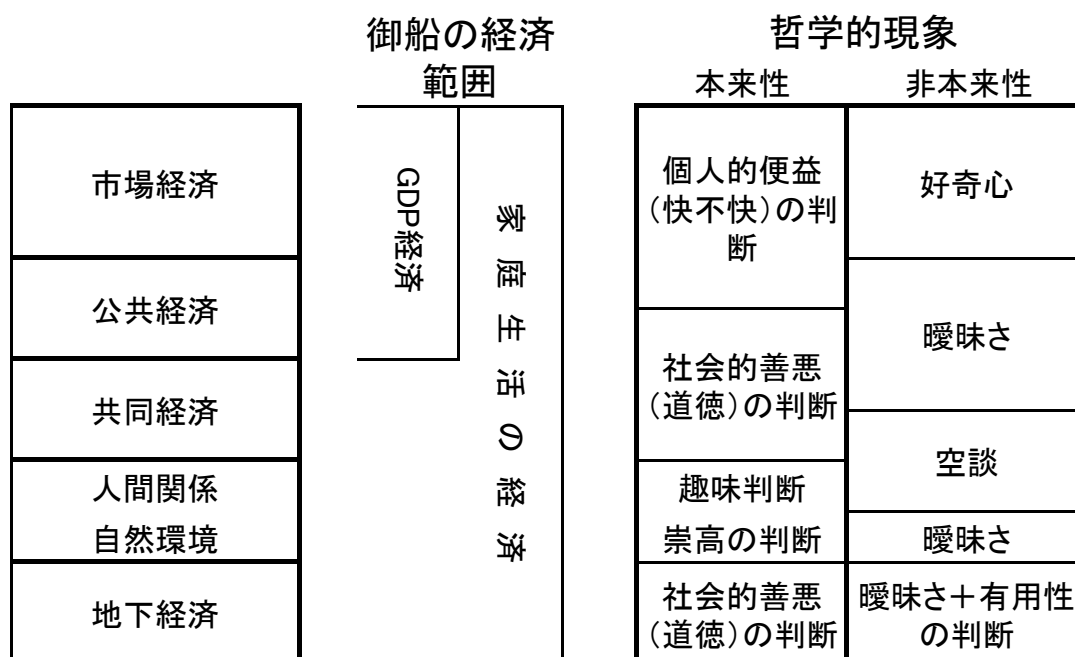 御船の経済
範囲
哲学的現象
本来性
非本来性
市場経済
公共経済
共同経済
人間関係
自然環境
地下経済
GDP経済
家庭生活の経済
個人的便益
(快不快)の判
断
社会的善悪
(道徳)の判断
趣味判断
崇高の判断
社会的善悪
(道徳)の判断
好奇心
曖昧さ
空談
曖昧さ
曖昧さ+有用性
の判断